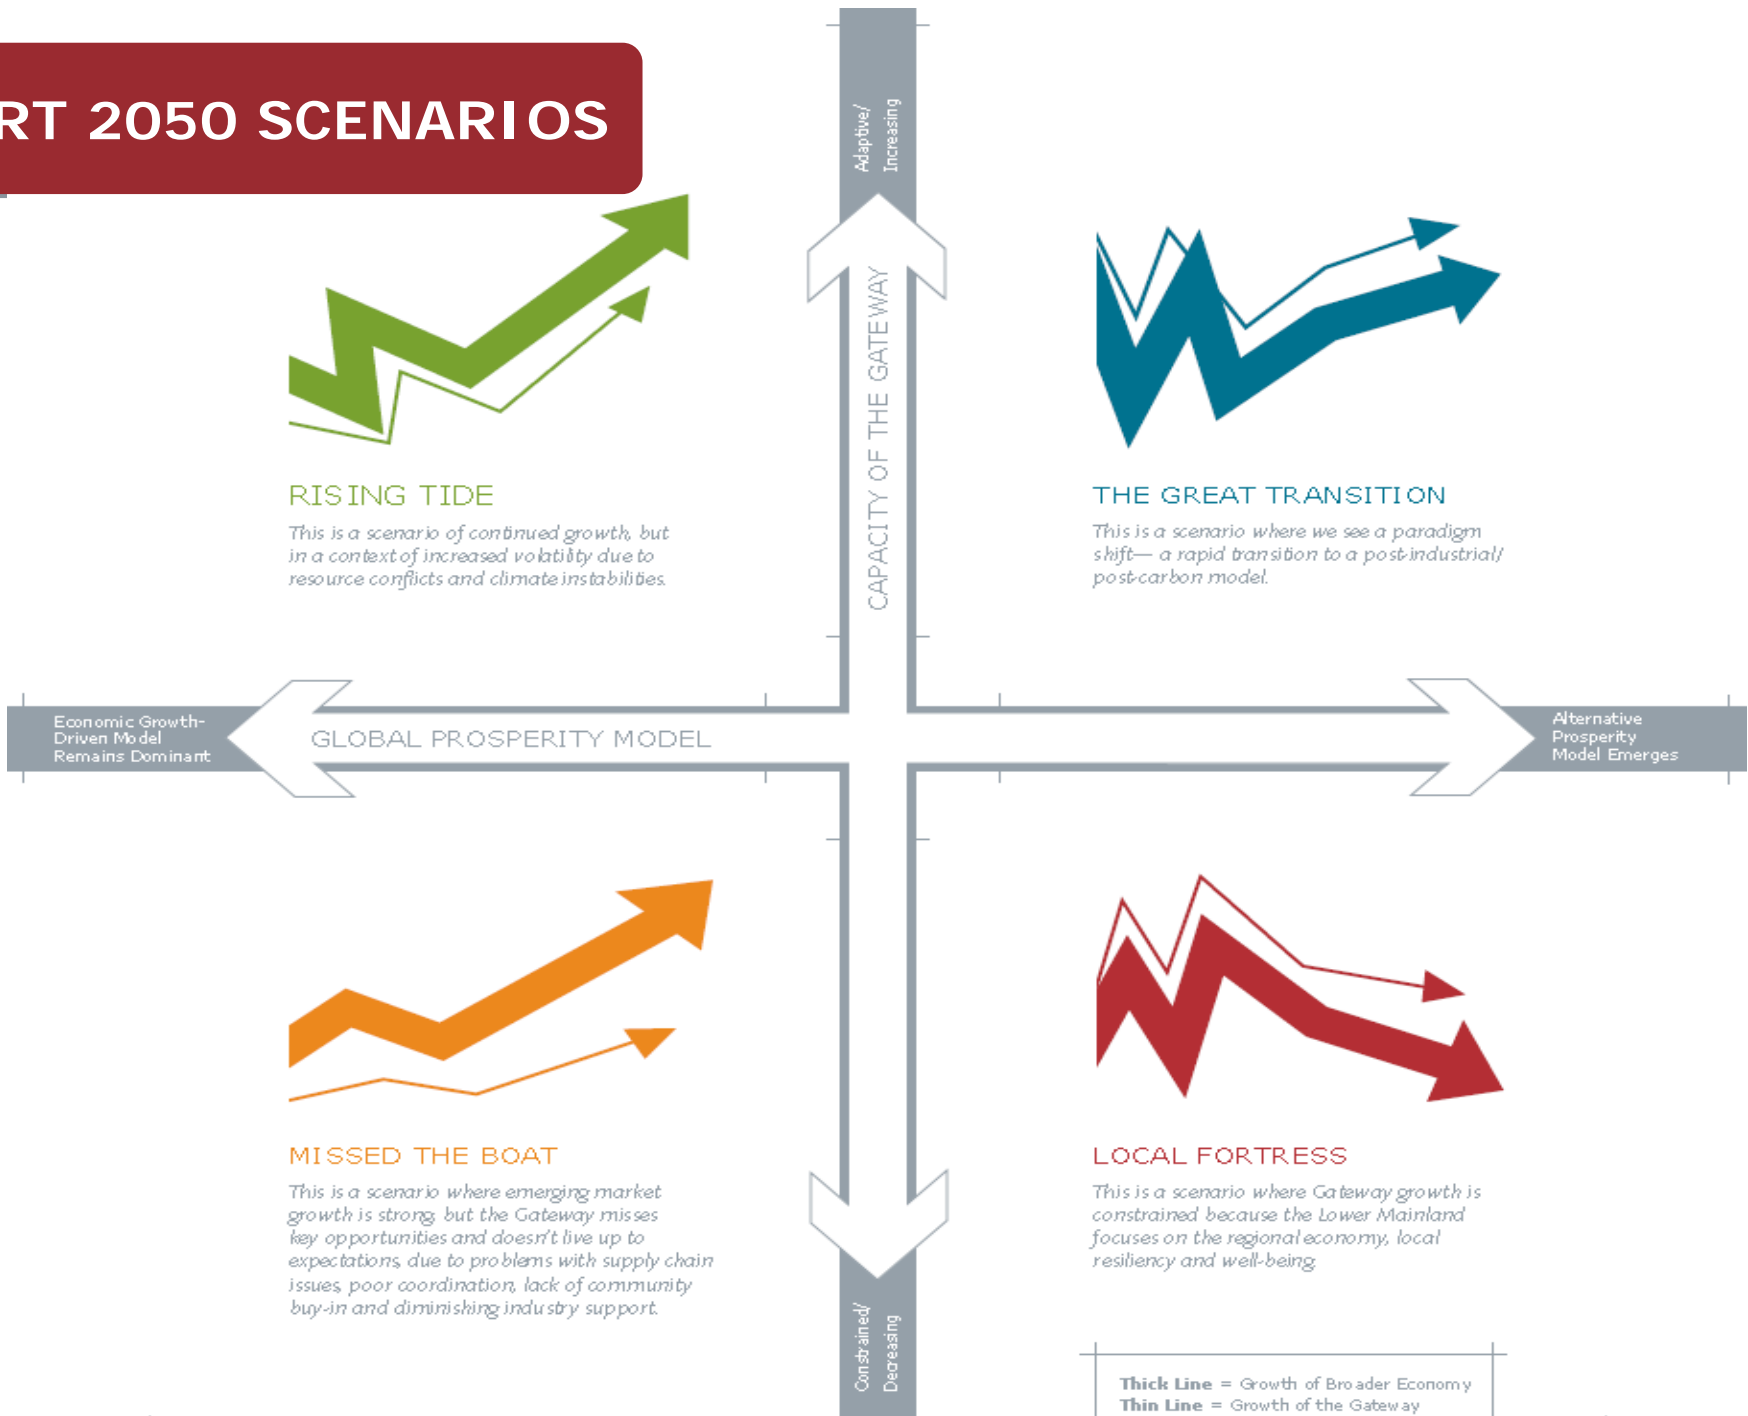 RT 2050 SCENARIOS
Adaptive/
Increasing
CAPACITY OF THE GATEWAY
RISING TIDE
This is a scenario of continued growth, but
in a context of increased volatility due to
resource conflicts and climate instabilities.
THE GREAT TRANSITION
This is a scenario where we see a paradigm
shift— a rapid transition to a post-industrial/
post-carbon model.
Economic Growth-
Driven Model
Remains Dominant
GLOBAL PROSPERITY MODEL
Alternative
Prosperity
Model Emerges
MISSED THE BOAT
This is a scenario where emerging market
growth is strong, but the Gateway misses
key opportunities and doesn't live up to
expectations, due to problems with supply chain
issues, poor coordination, lack of community
buy-in and diminishing industry support.
LOCAL FORTRESS
This is a scenario where Gateway growth is
constrained because the Lower Mainland
focuses on the regional economy, local
resiliency and well-being.
Constrained/
Decreasing
Thick Line = Growth of Broader Economy
Thin Line = Growth of the Gateway